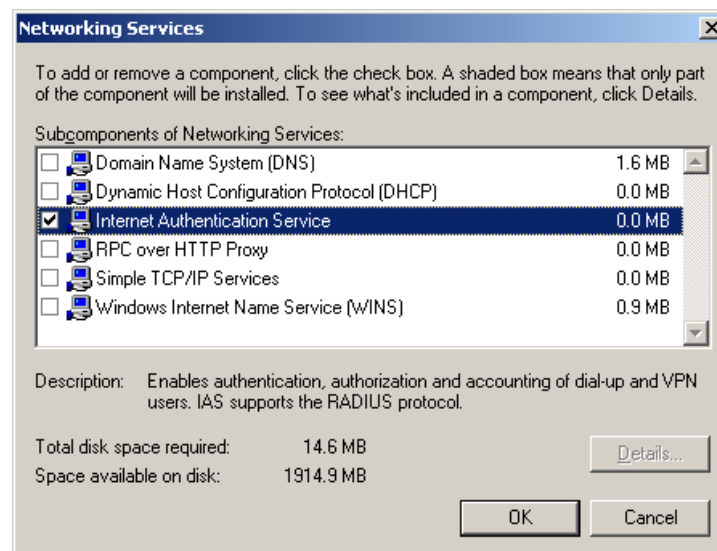 Networking Services
To add or remove a component, click the check box. A shaded box means that only part
of the component will be installed. To see what's included in a component, click Details.
Subcomponents of Networking Services:
Domain Name System (DNS) 1.6 MB
Dynamic Host Configuration Protocol (DHCP) 0.0 MB
Internet Authentication Service 0.0 MB
RPC over HTTP Proxy 0.0 MB
Simple TCP/IP Services 0.0 MB
Windows Internet Name Service (WINS) 0.9 MB
Description: Enables authentication, authorization and accounting of dial-up and VPN
users. IAS supports the RADIUS protocol.
Total disk space required: 14.6 MB
Space available on disk: 1914.9 MB
Details...
OK Cancel